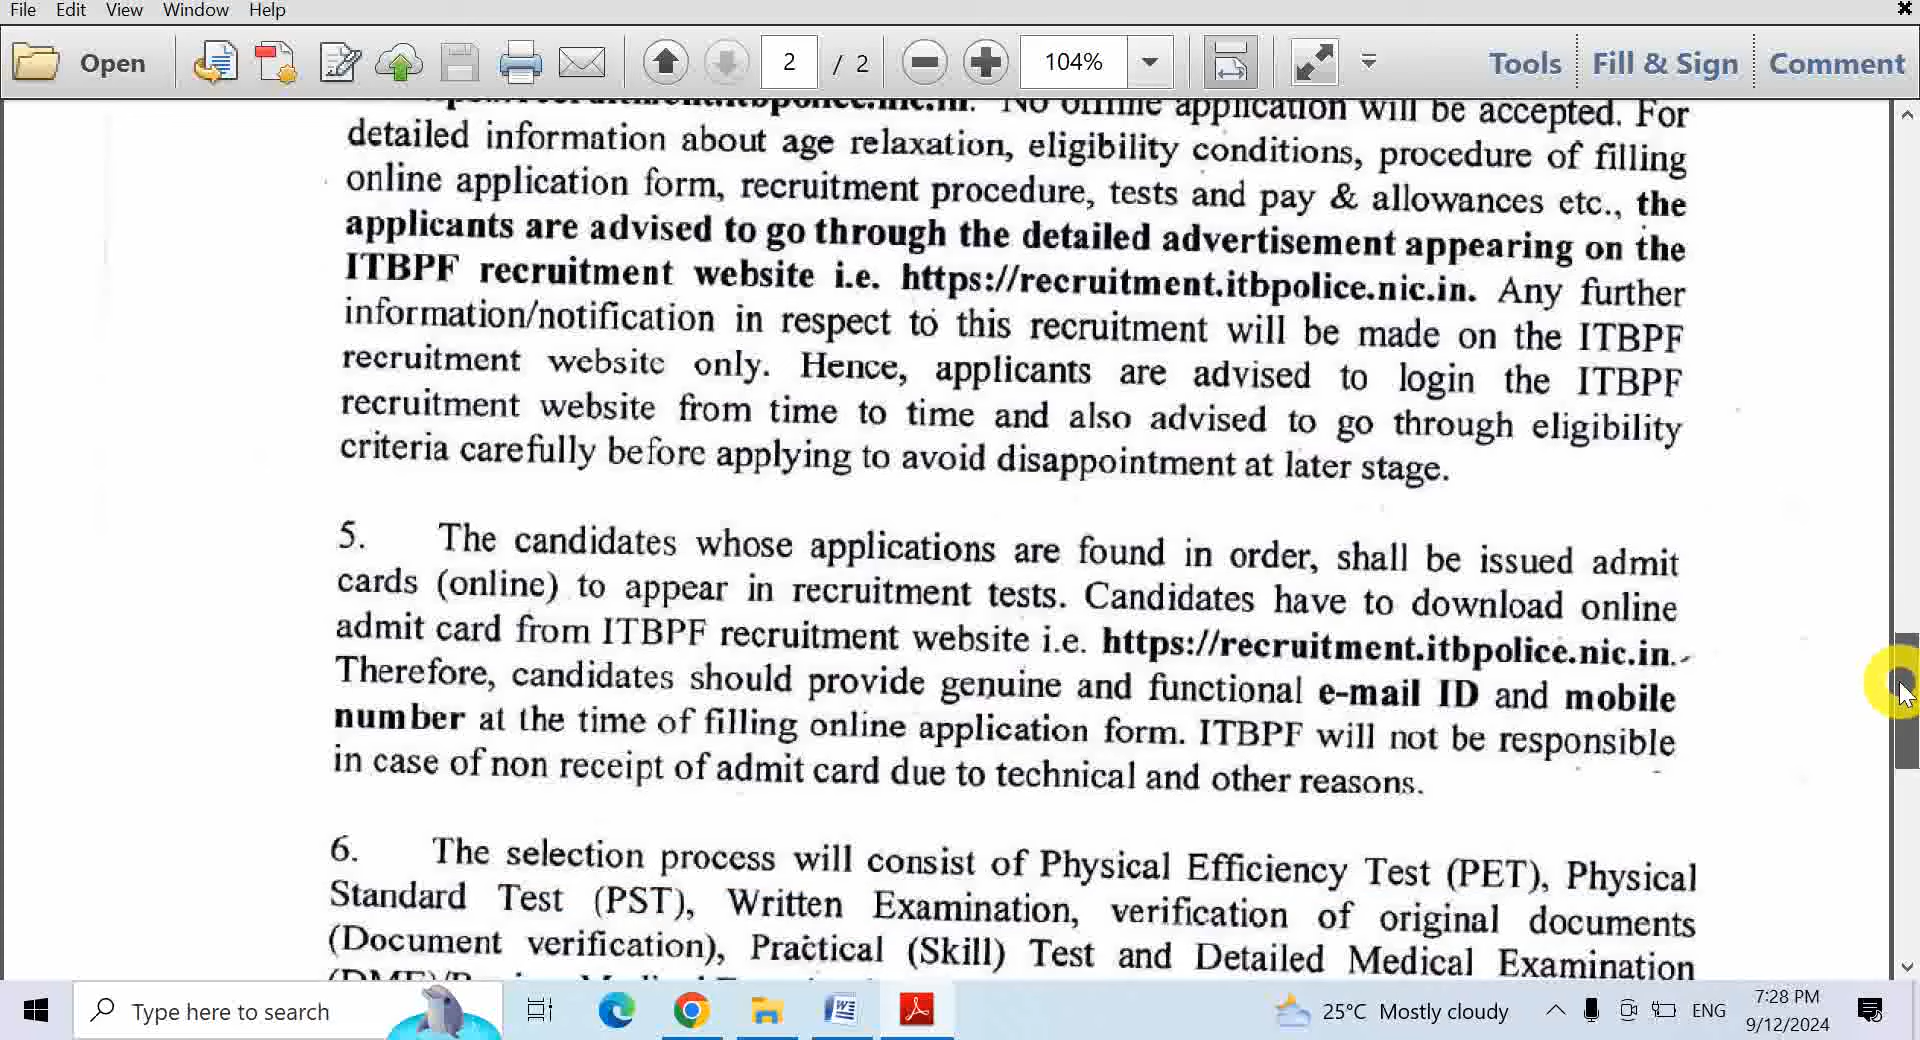 File Edit View Window Help
Open 2 / 2 104% Tools Fill & Sign Comment
No offline application will be accepted. For
detailed information about age relaxation, eligibility conditions, procedure of filling
online application form, recruitment procedure, tests and pay & allowances etc., the
applicants are advised to go through the detailed advertisement appearing on the
ITBPF recruitment website i.e. https://recruitment.itbpolice.nic.in. Any further
information/notification in respect to this recruitment will be made on the ITBPF
recruitment website only. Hence, applicants are advised to login the ITBPF
recruitment website from time to time and also advised to go through eligibility
criteria carefully before applying to avoid disappointment at later stage.
5. The candidates whose applications are found in order, shall be issued admit
cards (online) to appear in recruitment tests. Candidates have to download online
admit card from ITBPF recruitment website i.e. https://recruitment.itbpolice.nic.in.
Therefore, candidates should provide genuine and functional e-mail ID and mobile
number at the time of filling online application form. ITBPF will not be responsible
in case of non receipt of admit card due to technical and other reasons.
6. The selection process will consist of Physical Efficiency Test (PET), Physical
Standard Test (PST), Written Examination, verification of original documents
(Document verification), Practical (Skill) Test and Detailed Medical Examination
Type here to search 25°C Mostly cloudy ENG 7:28 PM
9/12/2024